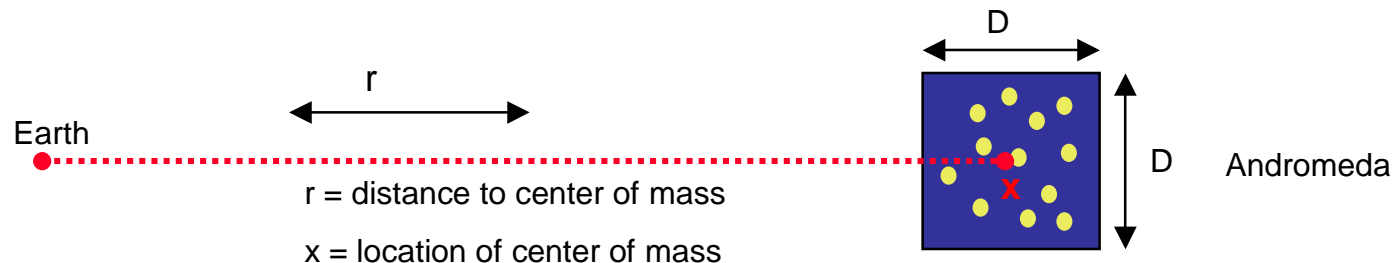 D
r
Earth
D
Andromeda
x
r = distance to center of mass
x = location of center of mass